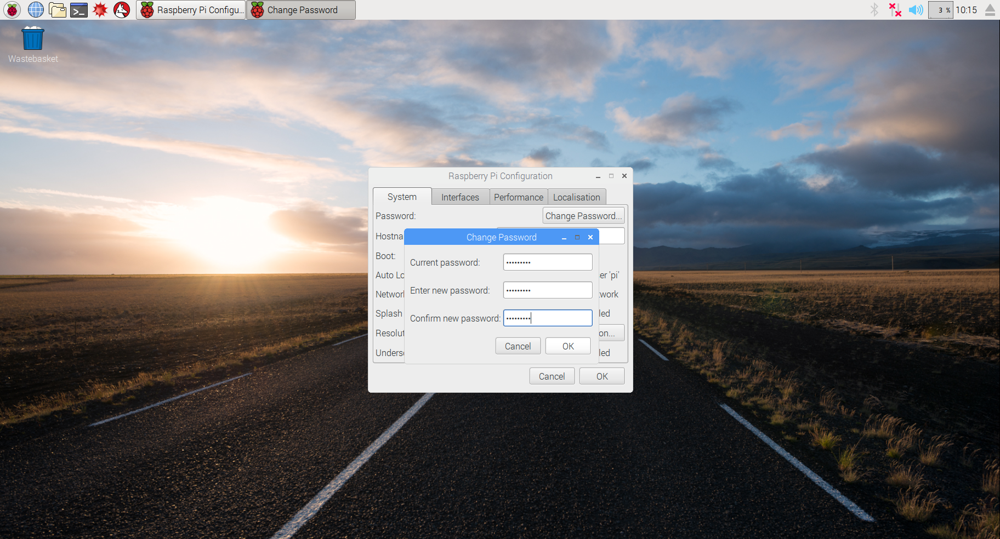 Raspberry Pi Configu...
Change Password
3 %
10:15
Wastebasket
Raspberry Pi Configuration
System
Interfaces
Performance
Localisation
Password:
Change Password...
Hostna
Change Password
Boot:
Current password:
•••••••••
Auto Lo
er 'pi'
Enter new password:
•••••••••
Networ
twork
Splash
led
Confirm new password:
•••••••••
Resolut
on...
Cancel
OK
Unders
led
Cancel
OK